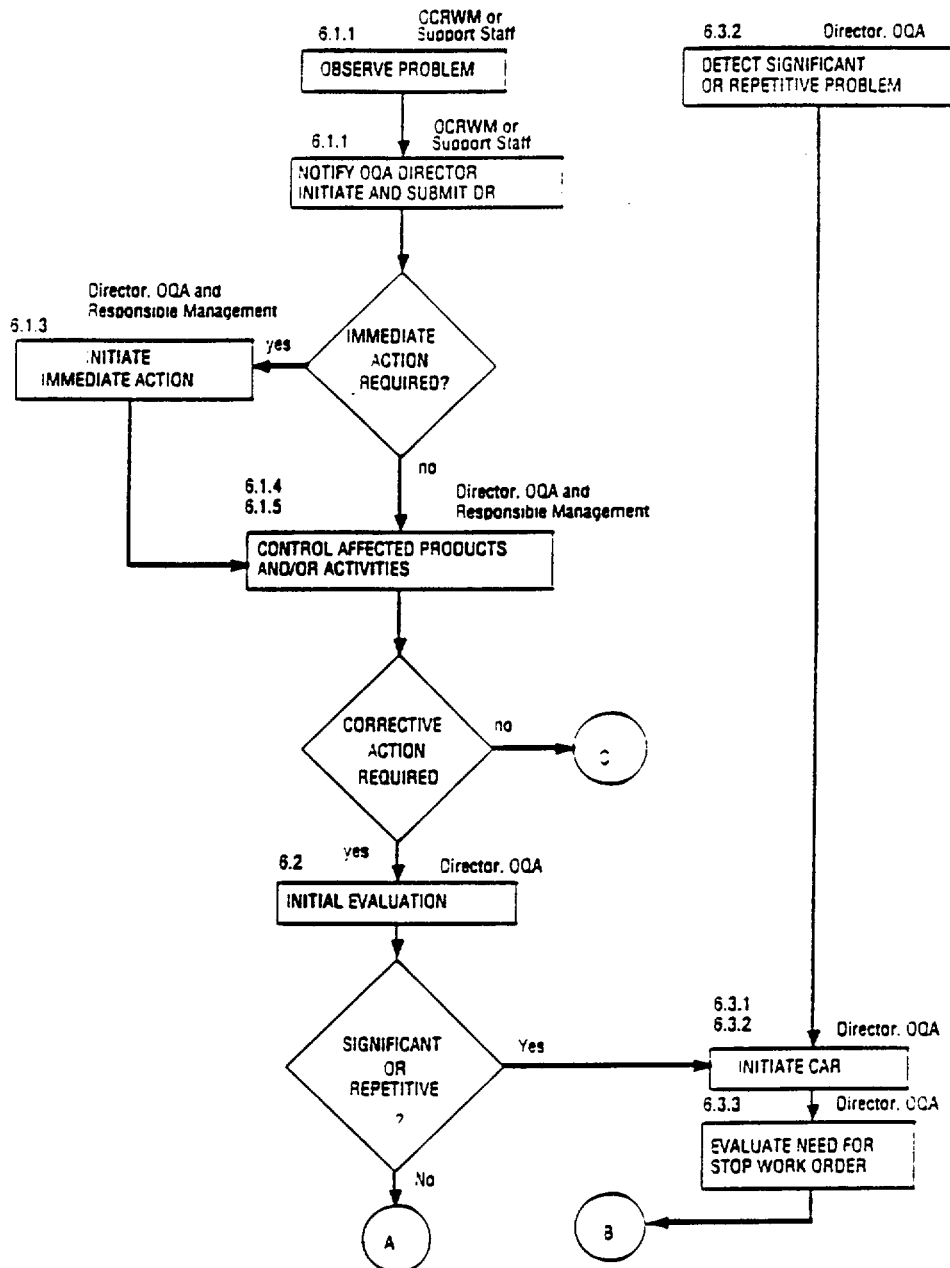 6.1.1
OCRWM or
Support Staff
OBSERVE PROBLEM
6.3.2
Director, OQA
DETECT SIGNIFICANT
OR REPETITIVE PROBLEM
6.1.1
OCRWM or
Support Staff
NOTIFY OQA DIRECTOR
INITIATE AND SUBMIT DR
IMMEDIATE
ACTION
REQUIRED?
yes
Director, OQA and
Responsible Management
6.1.3
INITIATE
IMMEDIATE ACTION
no
6.1.4
6.1.5
Director, OQA and
Responsible Management
CONTROL AFFECTED PRODUCTS
AND/OR ACTIVITIES
CORRECTIVE
ACTION
REQUIRED
no
C
yes
6.2
Director, OQA
INITIAL EVALUATION
SIGNIFICANT
OR
REPETITIVE
?
Yes
6.3.1
6.3.2
Director, OQA
INITIATE CAR
6.3.3
Director, OQA
EVALUATE NEED FOR
STOP WORK ORDER
No
A
B